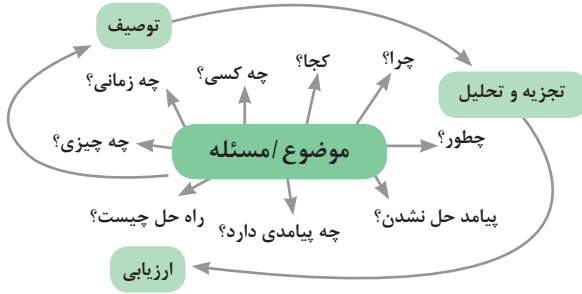 توصیف
چرا؟
کجا؟
چه کسی؟
چه زمانی؟
تجزیه و تحلیل
چطور؟
موضوع/مسئله
چه چیزی؟
پیامد حل نشدن؟
چه پیامدی دارد؟
راه حل چیست؟
ارزیابی